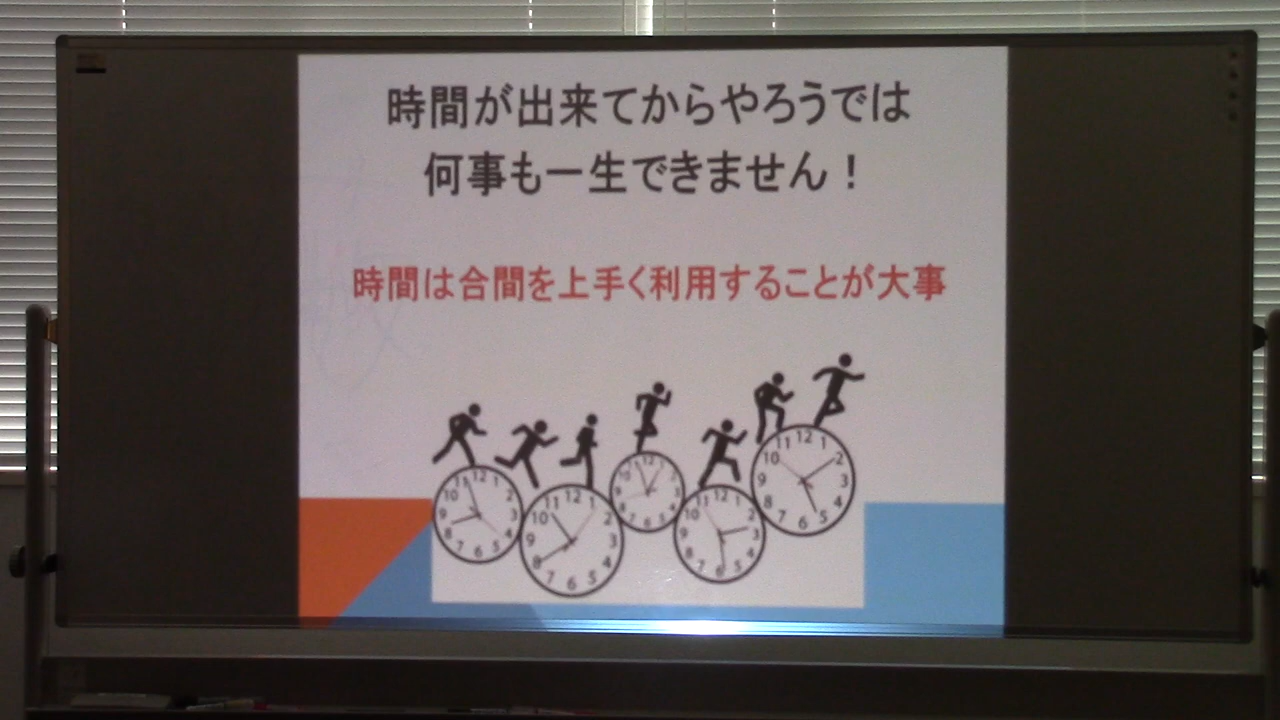 時間が出来てからやろうでは
何事も一生できません！
時間は合間を上手く利用することが大事